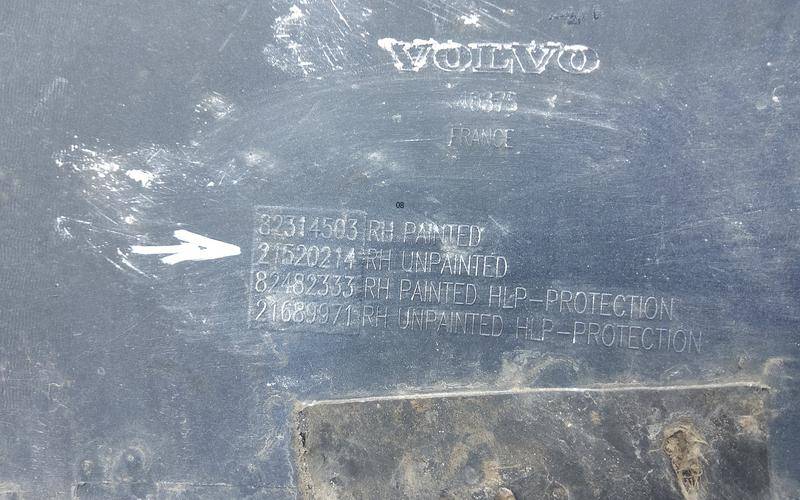 VOLVO
FRANCE
08
82314503 RH PAINTED
21520214 RH UNPAINTED
82482333 RH PAINTED HLP-PROTECTION
21689971 RH UNPAINTED HLP-PROTECTION